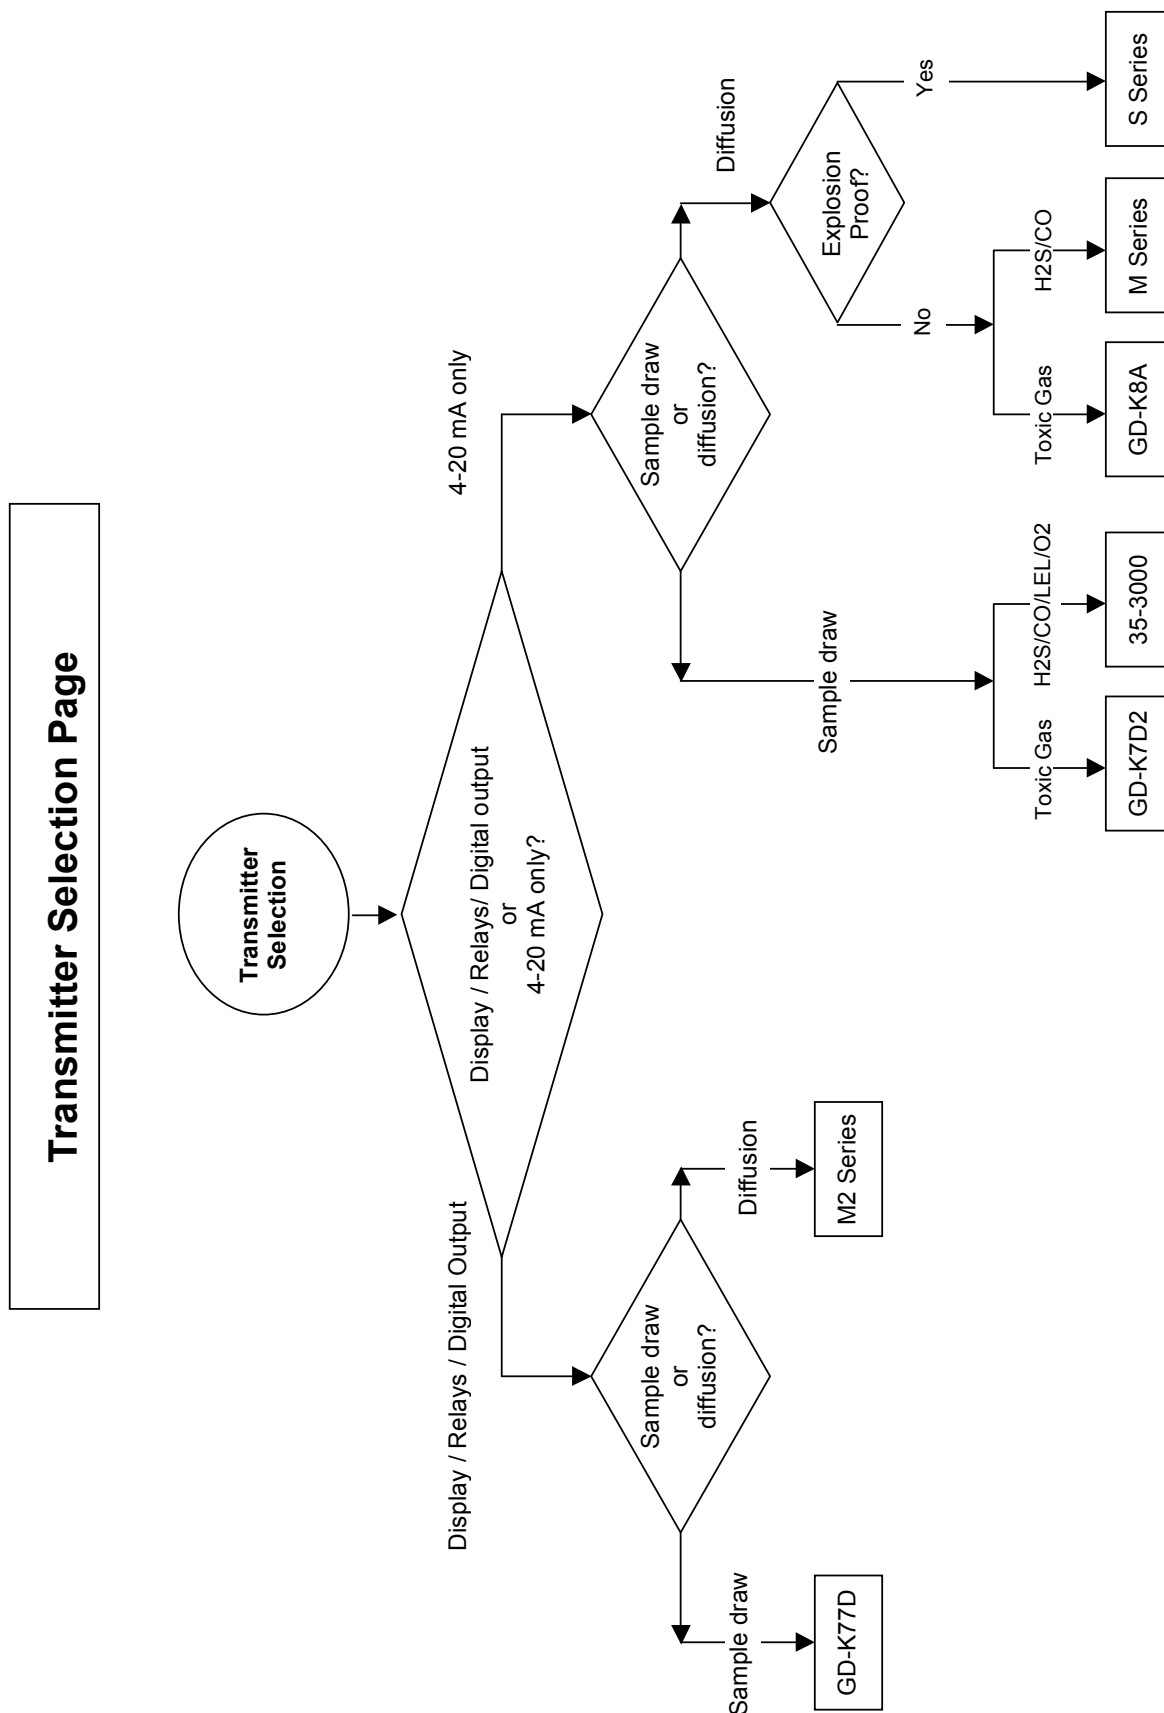 Transmitter Selection Page
Transmitter
Selection
Display / Relays/ Digital output
or
4-20 mA only?
Display / Relays / Digital Output
4-20 mA only
Sample draw
or
diffusion?
Sample draw
or
diffusion?
Sample draw
Diffusion
Sample draw
Diffusion
GD-K77D
M2 Series
Explosion
Proof?
No
Yes
Toxic Gas
H2S/CO/LEL/O2
Toxic Gas
H2S/CO
GD-K7D2
35-3000
GD-K8A
M Series
S Series